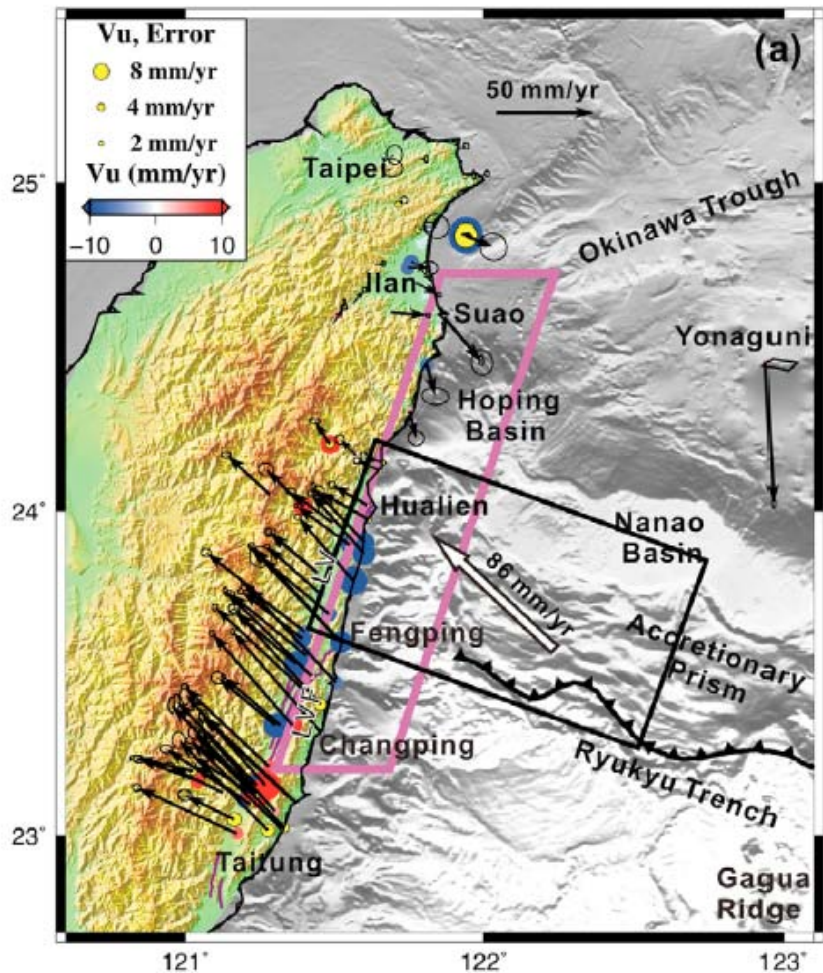 Vu, Error
8 mm/yr
4 mm/yr
2 mm/yr
Vu (mm/yr)
-10 0 10
(a)
50 mm/yr
Taipei
25°
Okinawa Trough
Ilan
Suao
Yonaguni
Hoping
Basin
24°
Hualien
Nanao
Basin
LV
86 mm/yr
Fengping
Accretionary
Prism
LVF
Changping
Ryukyu Trench
23°
Taitung
Gagua
Ridge
121° 122° 123°